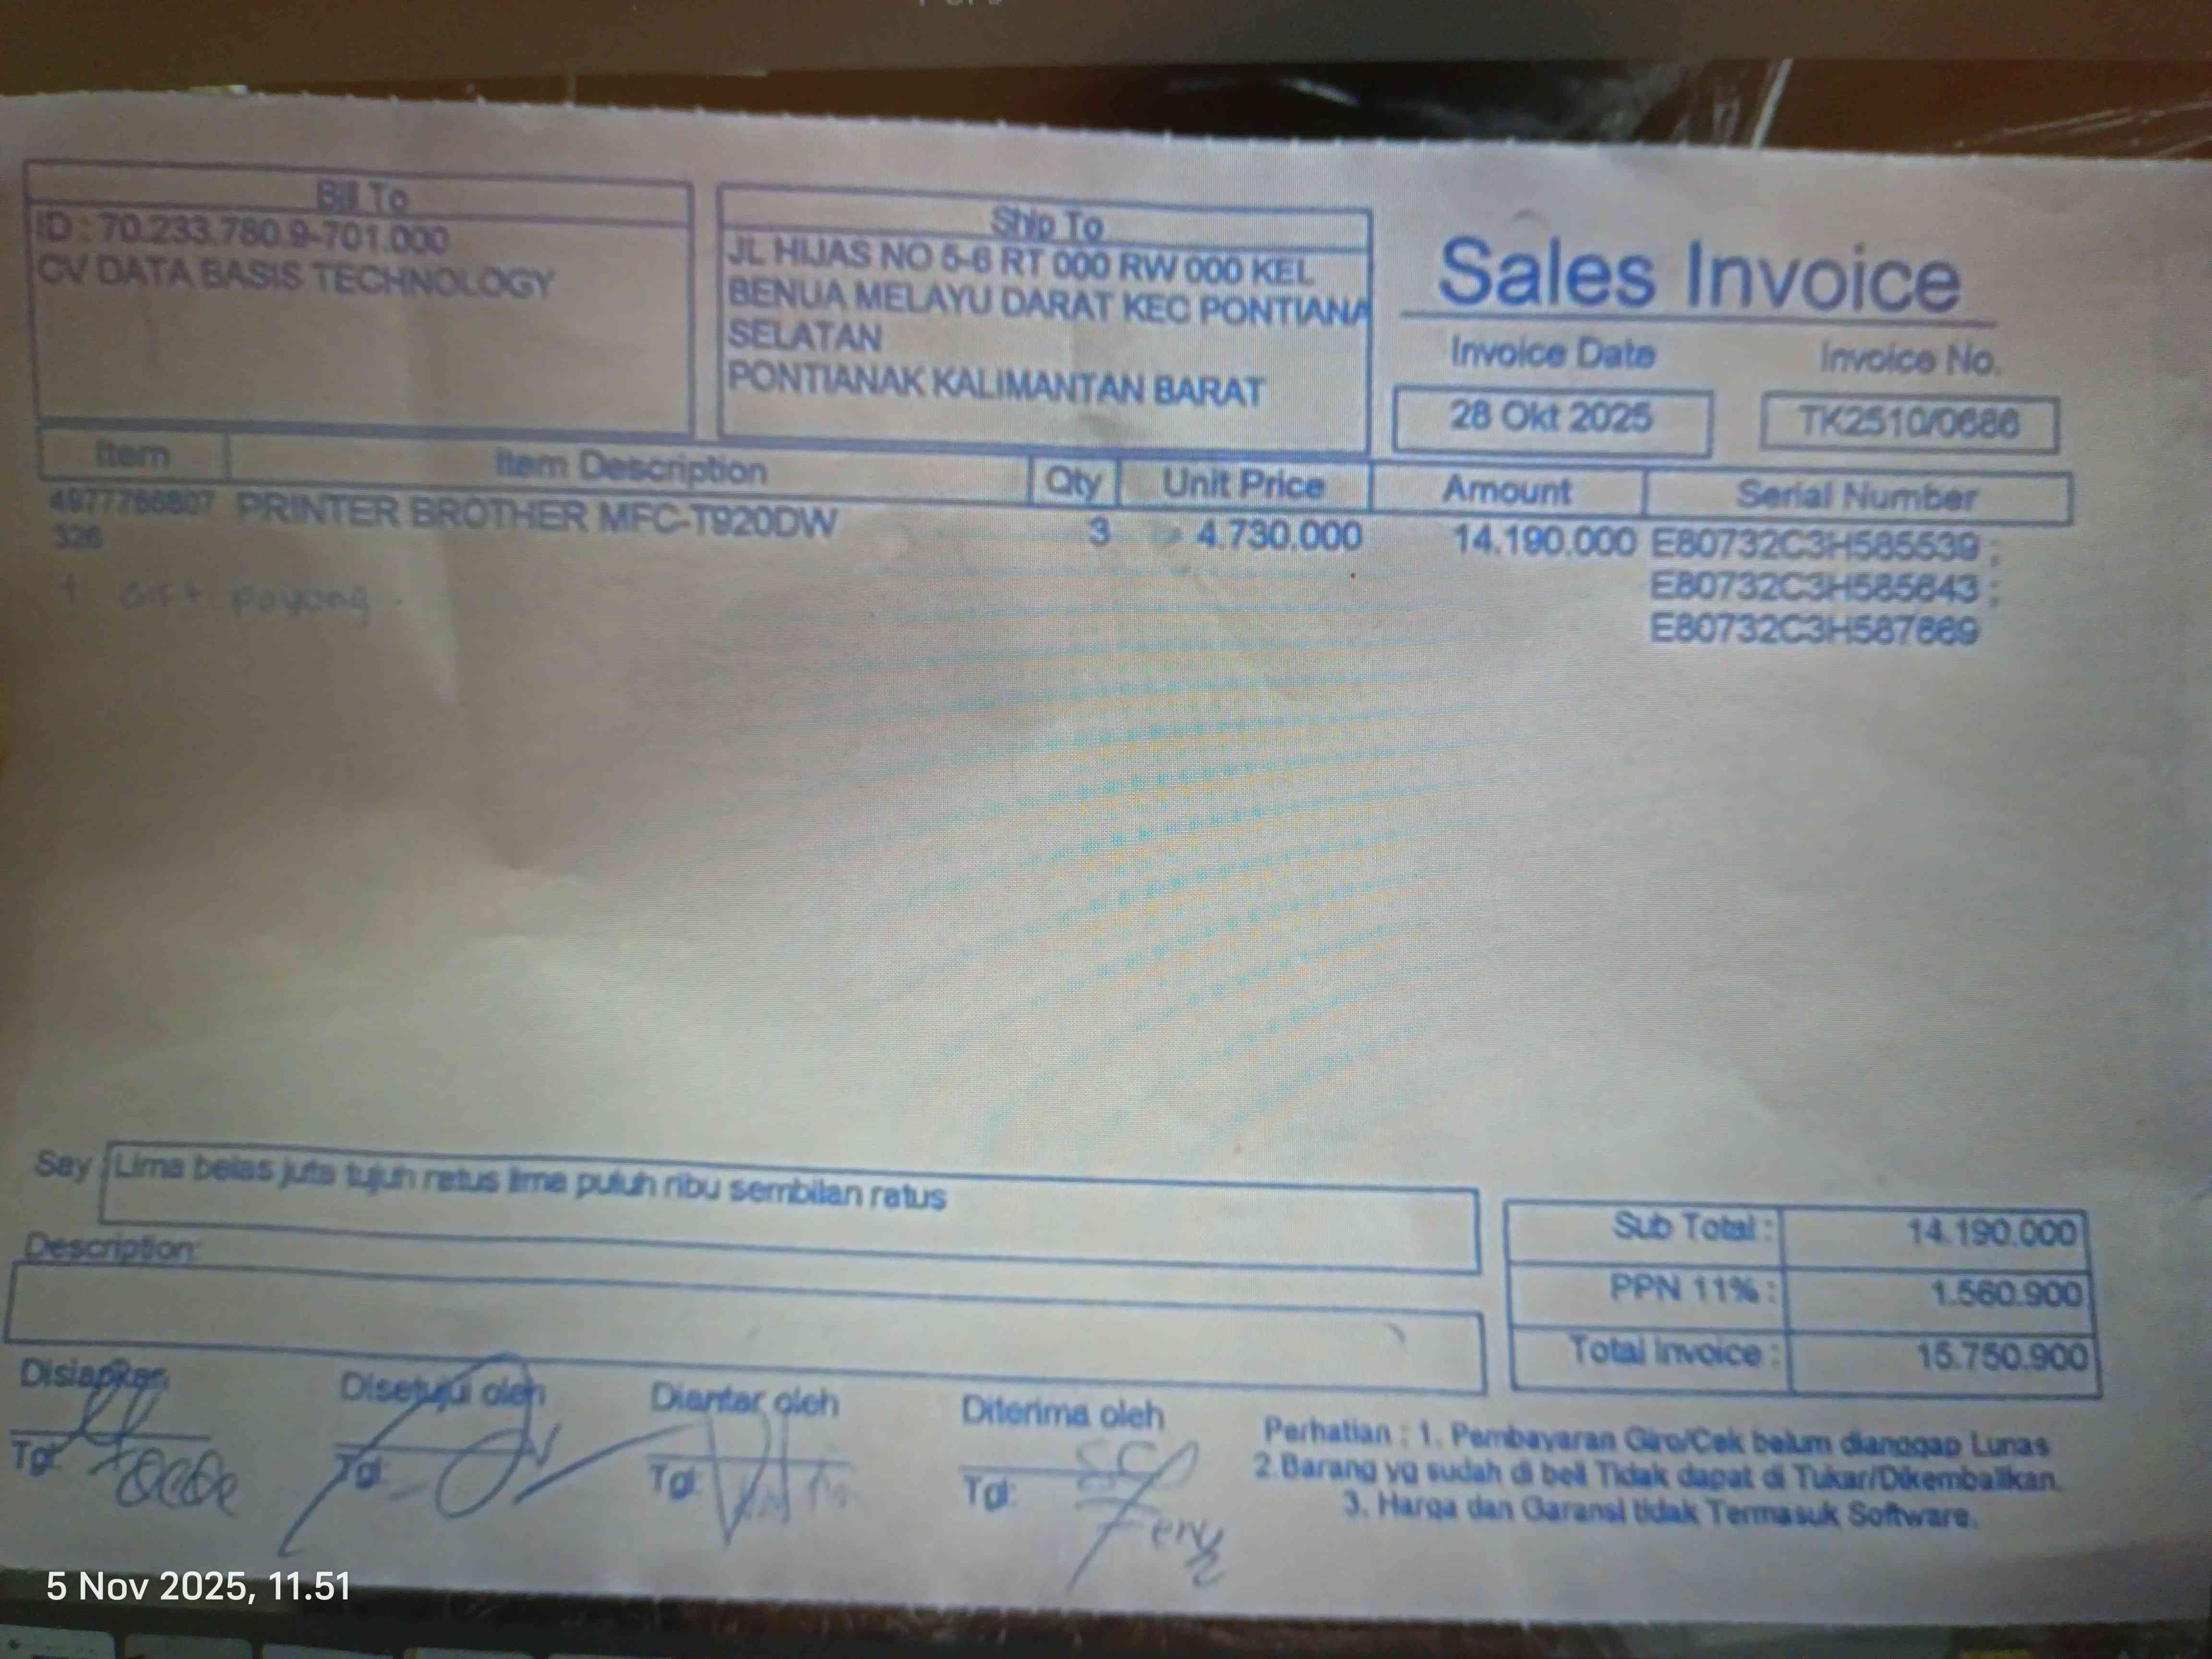 Bill To
ID : 70.233.780.9-701.000
CV DATA BASIS TECHNOLOGY
Ship To
JL HIJAS NO 5-6 RT 000 RW 000 KEL
BENUA MELAYU DARAT KEC PONTIANA
SELATAN
PONTIANAK KALIMANTAN BARAT
Sales Invoice
Invoice Date
Invoice No.
28 Okt 2025
TK2510/0686
Item
Item Description
Qty
Unit Price
Amount
Serial Number
4977766807 PRINTER BROTHER MFC-T920DW 3 4.730.000 14.190.000 E80732C3H585539 ;
326
E80732C3H585643 ;
E80732C3H587669
+ Gift payung
Say Lima belas juta tujuh ratus lima puluh ribu sembilan ratus
Description:
Sub Total : 14.190.000
PPN 11% : 1.560.900
Total Invoice : 15.750.900
Disiapkan
Disetujui oleh
Diantar oleh
Diterima oleh
Tgl:
Tgl:
Tgl:
Tgl:
Fery
Perhatian : 1. Pembayaran Giro/Cek belum dianggap Lunas
2.Barang yg sudah di beli Tidak dapat di Tukar/Dikembalikan.
3. Harga dan Garansi tidak Termasuk Software.
5 Nov 2025, 11.51